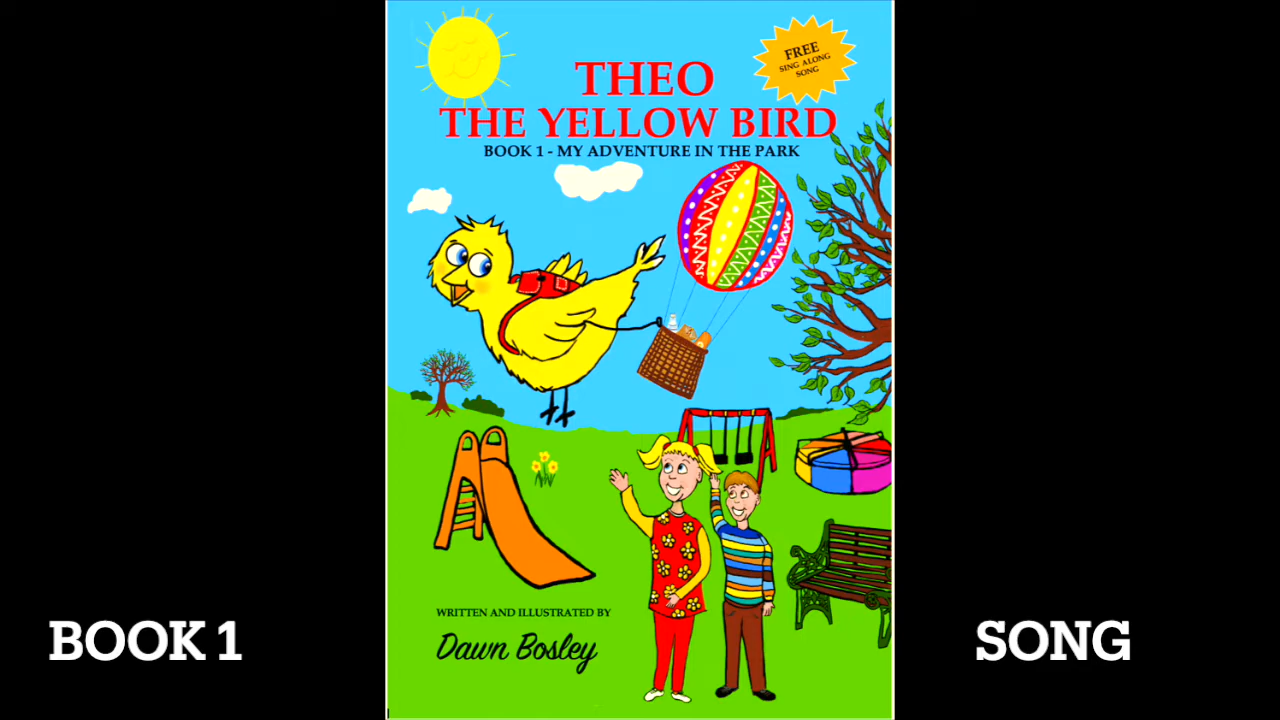 FREE
SING ALONG
SONG
THEO
THE YELLOW BIRD
BOOK 1 - MY ADVENTURE IN THE PARK
WRITTEN AND ILLUSTRATED BY
Dawn Bosley
BOOK 1
SONG